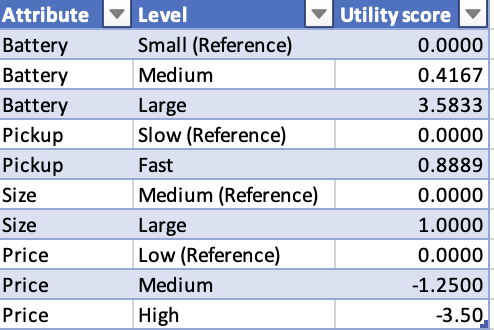 Attribute Level Utility score
Battery Small (Reference) 0.0000
Battery Medium 0.4167
Battery Large 3.5833
Pickup Slow (Reference) 0.0000
Pickup Fast 0.8889
Size Medium (Reference) 0.0000
Size Large 1.0000
Price Low (Reference) 0.0000
Price Medium -1.2500
Price High -3.50